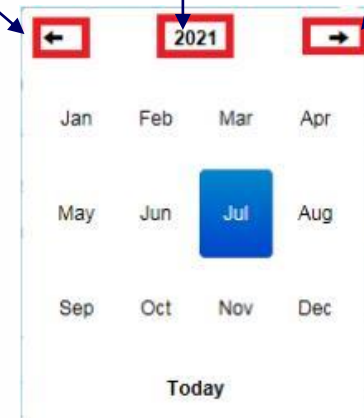 ← 2021 →
Jan Feb Mar Apr
May Jun Jul Aug
Sep Oct Nov Dec
Today